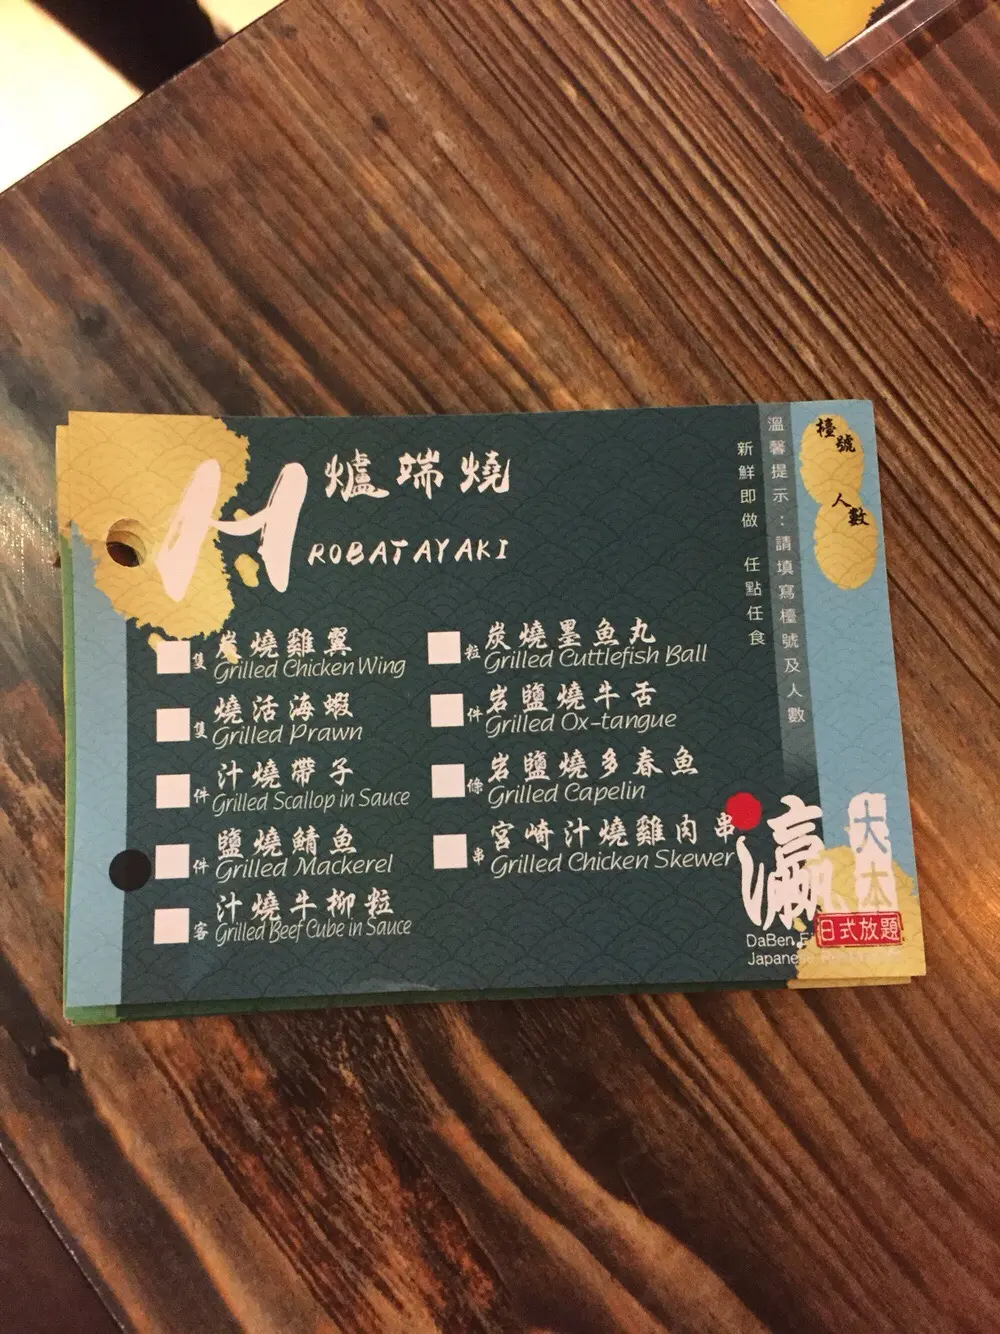 H 爐端燒
ROBATAYAKI
隻 炭燒雞翼
Grilled Chicken Wing
隻 燒活海蝦
Grilled Prawn
件 汁燒帶子
Grilled Scallop in Sauce
件 鹽燒鯖魚
Grilled Mackerel
客 汁燒牛柳粒
Grilled Beef Cube in Sauce
粒 炭燒墨魚丸
Grilled Cuttlefish Ball
件 岩鹽燒牛舌
Grilled Ox-tangue
條 岩鹽燒多春魚
Grilled Capelin
串 宮崎汁燒雞肉串
Grilled Chicken Skewer
溫馨提示：請填寫檯號及人數
新鮮即做 任點任食
檯號
人數
大本
瀛
日式放題
DaBen
Japanese